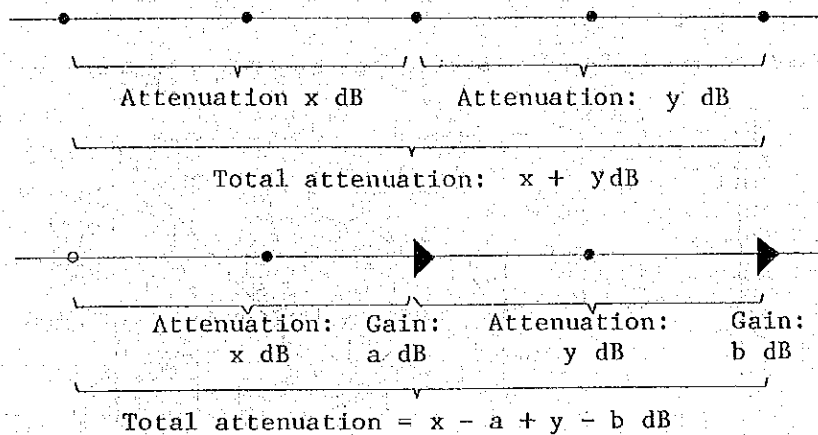 Attenuation x dB Attenuation: y dB
Total attenuation: x + y dB
Attenuation: Gain: Attenuation: Gain:
x dB a dB y dB b dB
Total attenuation = x - a + y - b dB